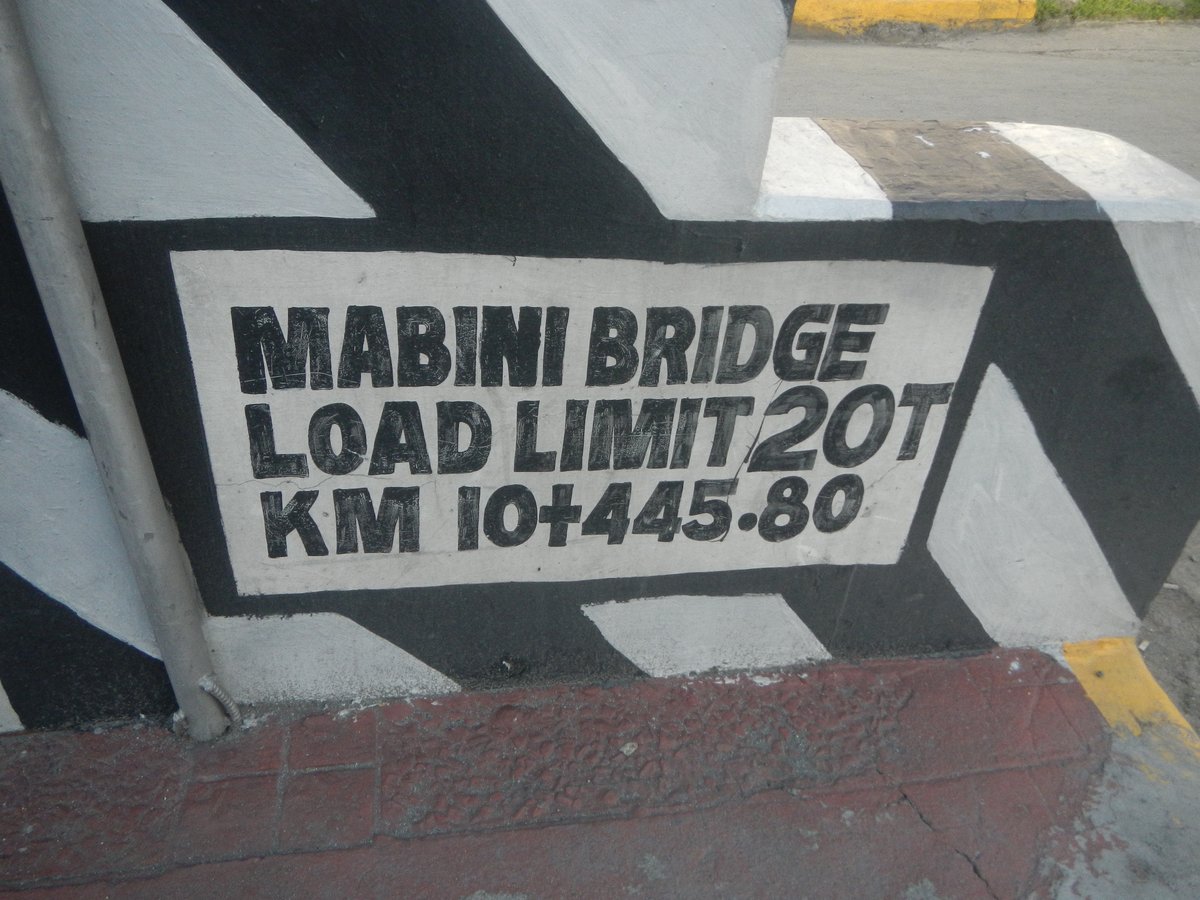 MABINI BRIDGE
LOAD LIMIT 20T
KM 10+445.80